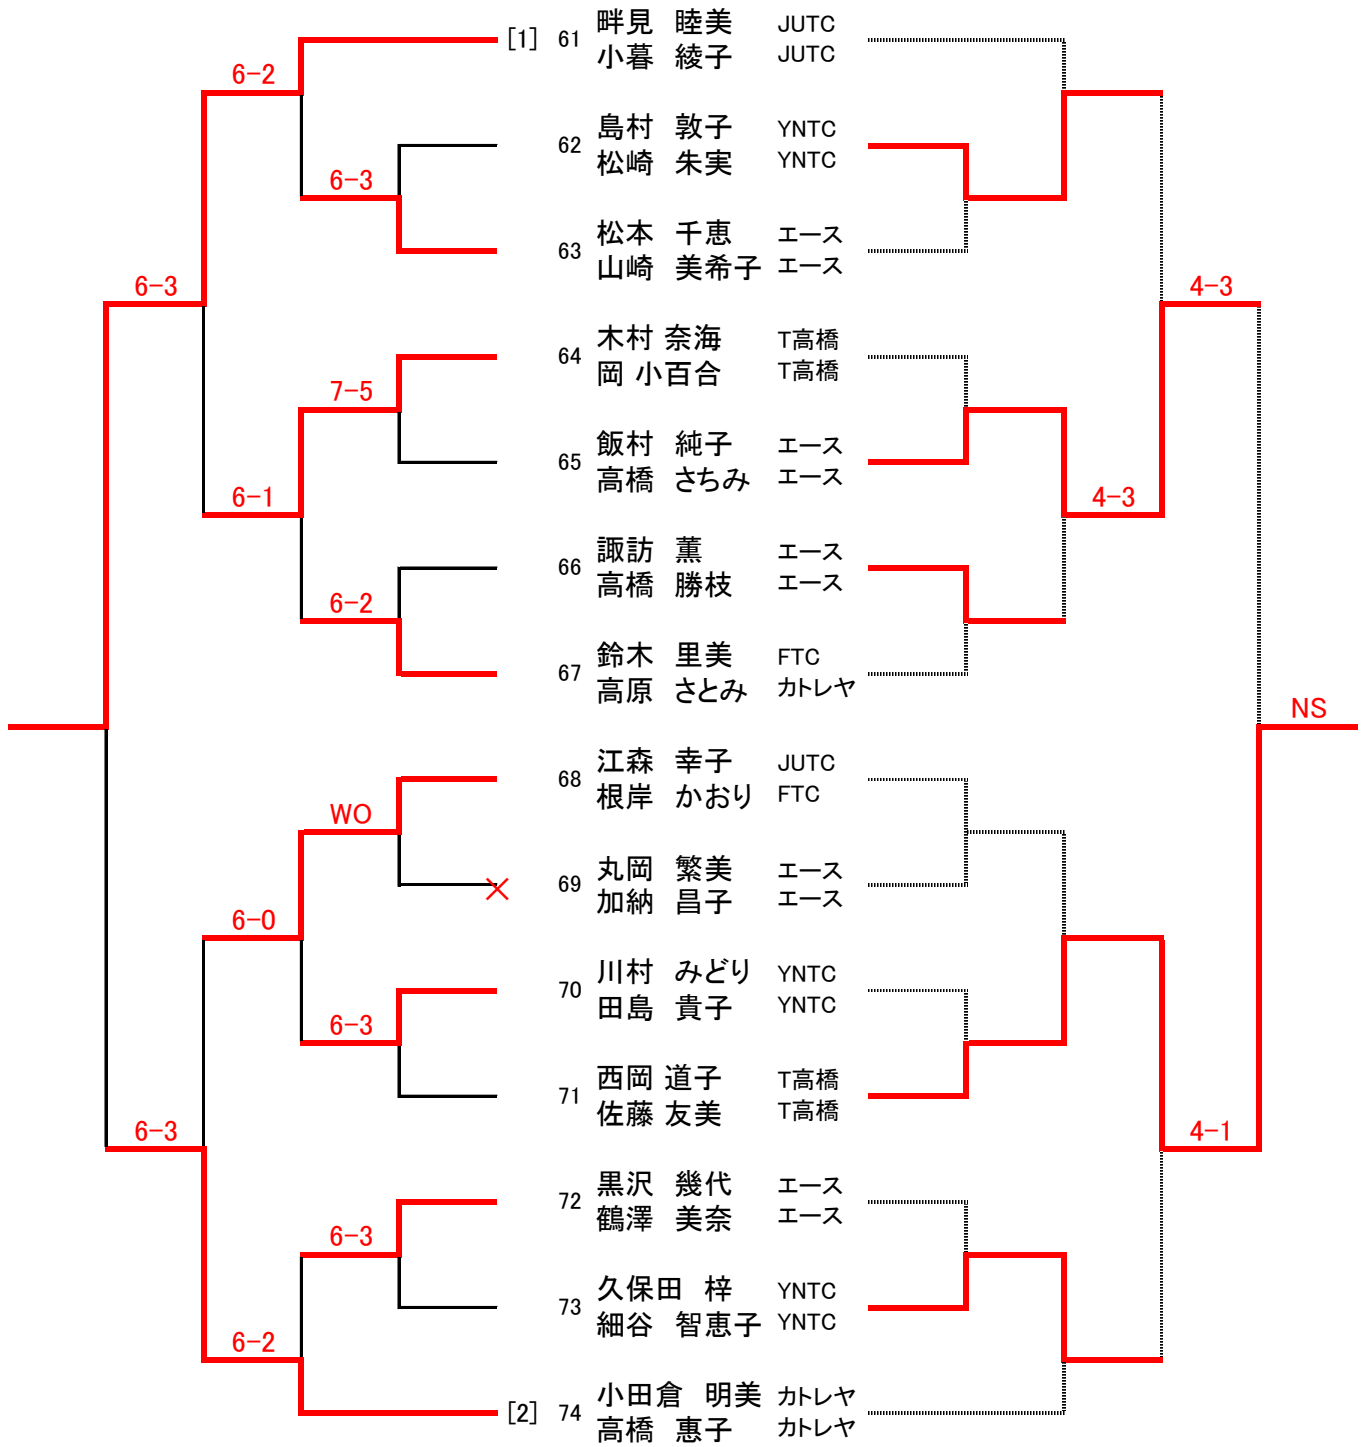 [1] 61 畔見 睦美 JUTC
小暮 綾子 JUTC
6-2
62 島村 敦子 YNTC
松崎 朱実 YNTC
6-3
63 松本 千恵 エース
山崎 美希子 エース
6-3 4-3
64 木村 奈海 T高橋
岡 小百合 T高橋
7-5
65 飯村 純子 エース
高橋 さちみ エース
6-1 4-3
66 諏訪 薫 エース
高橋 勝枝 エース
6-2
67 鈴木 里美 FTC
高原 さとみ カトレヤ
NS
68 江森 幸子 JUTC
根岸 かおり FTC
WO
69 丸岡 繁美 エース
加納 昌子 エース
6-0
70 川村 みどり YNTC
田島 貴子 YNTC
6-3
71 西岡 道子 T高橋
佐藤 友美 T高橋
6-3 4-1
72 黒沢 幾代 エース
鶴澤 美奈 エース
6-3
73 久保田 梓 YNTC
細谷 智恵子 YNTC
6-2
[2] 74 小田倉 明美 カトレヤ
高橋 惠子 カトレヤ